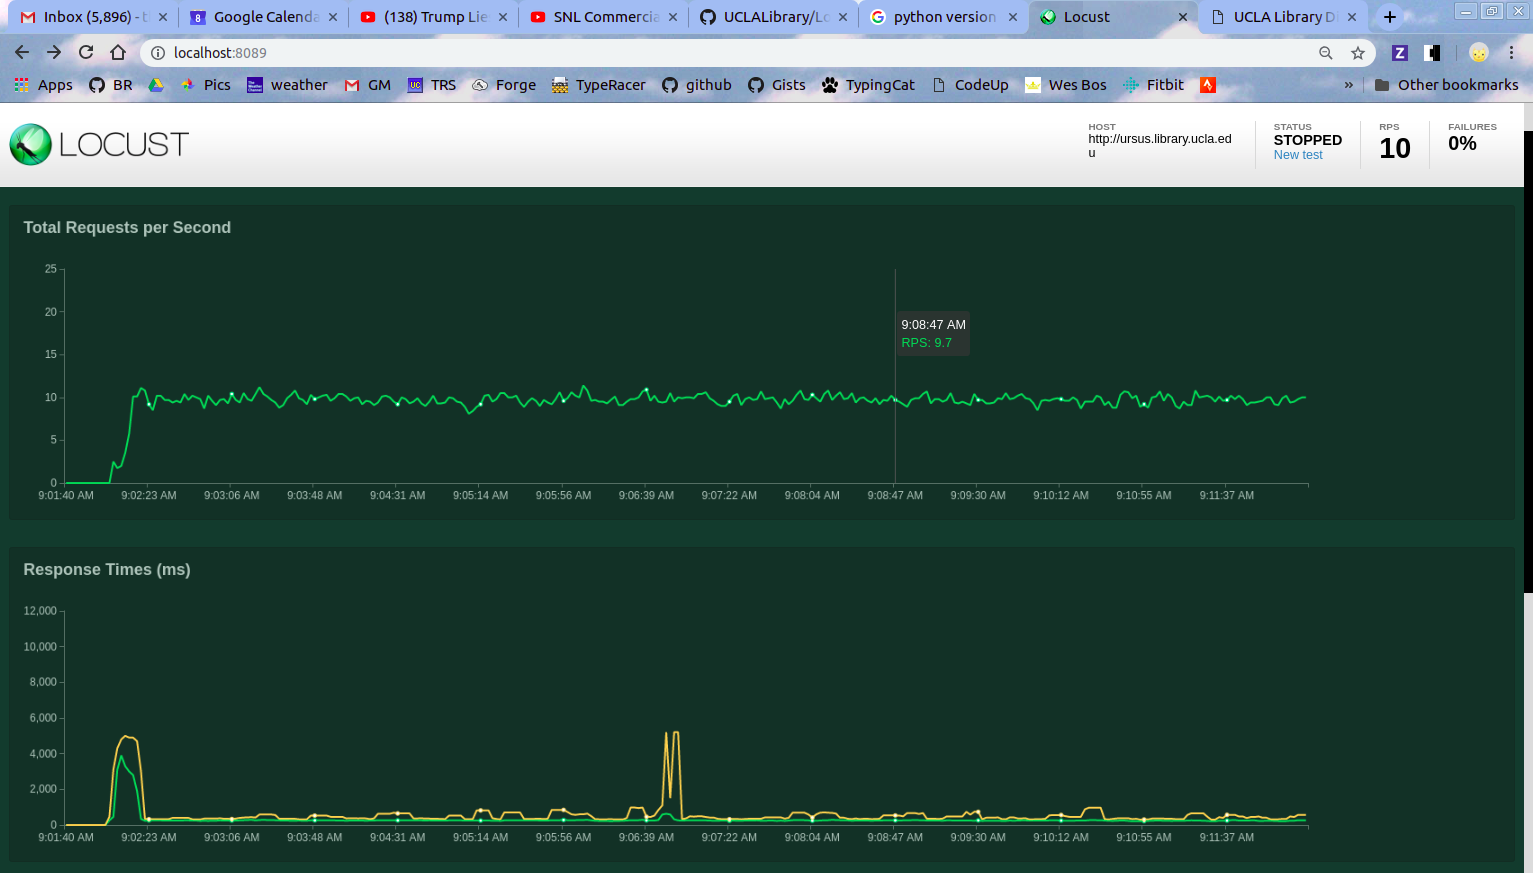 Inbox (5,896) - t
Google Calenda
(138) Trump Lie
SNL Commercia
UCLALibrary/Lo
python version
Locust
UCLA Library Di
localhost:8089
Apps
BR
Pics
weather
GM
TRS
Forge
TypeRacer
github
Gists
TypingCat
CodeUp
Wes Bos
Fitbit
»
Other bookmarks
LOCUST
HOST
http://ursus.library.ucla.ed
u
STATUS
STOPPED
New test
RPS
10
FAILURES
0%
Total Requests per Second
25
20
15
10
5
0
9:08:47 AM
RPS: 9.7
9:01:40 AM 9:02:23 AM 9:03:06 AM 9:03:48 AM 9:04:31 AM 9:05:14 AM 9:05:56 AM 9:06:39 AM 9:07:22 AM 9:08:04 AM 9:08:47 AM 9:09:30 AM 9:10:12 AM 9:10:55 AM 9:11:37 AM
Response Times (ms)
12,000
10,000
8,000
6,000
4,000
2,000
0
9:01:40 AM 9:02:23 AM 9:03:06 AM 9:03:48 AM 9:04:31 AM 9:05:14 AM 9:05:56 AM 9:06:39 AM 9:07:22 AM 9:08:04 AM 9:08:47 AM 9:09:30 AM 9:10:12 AM 9:10:55 AM 9:11:37 AM